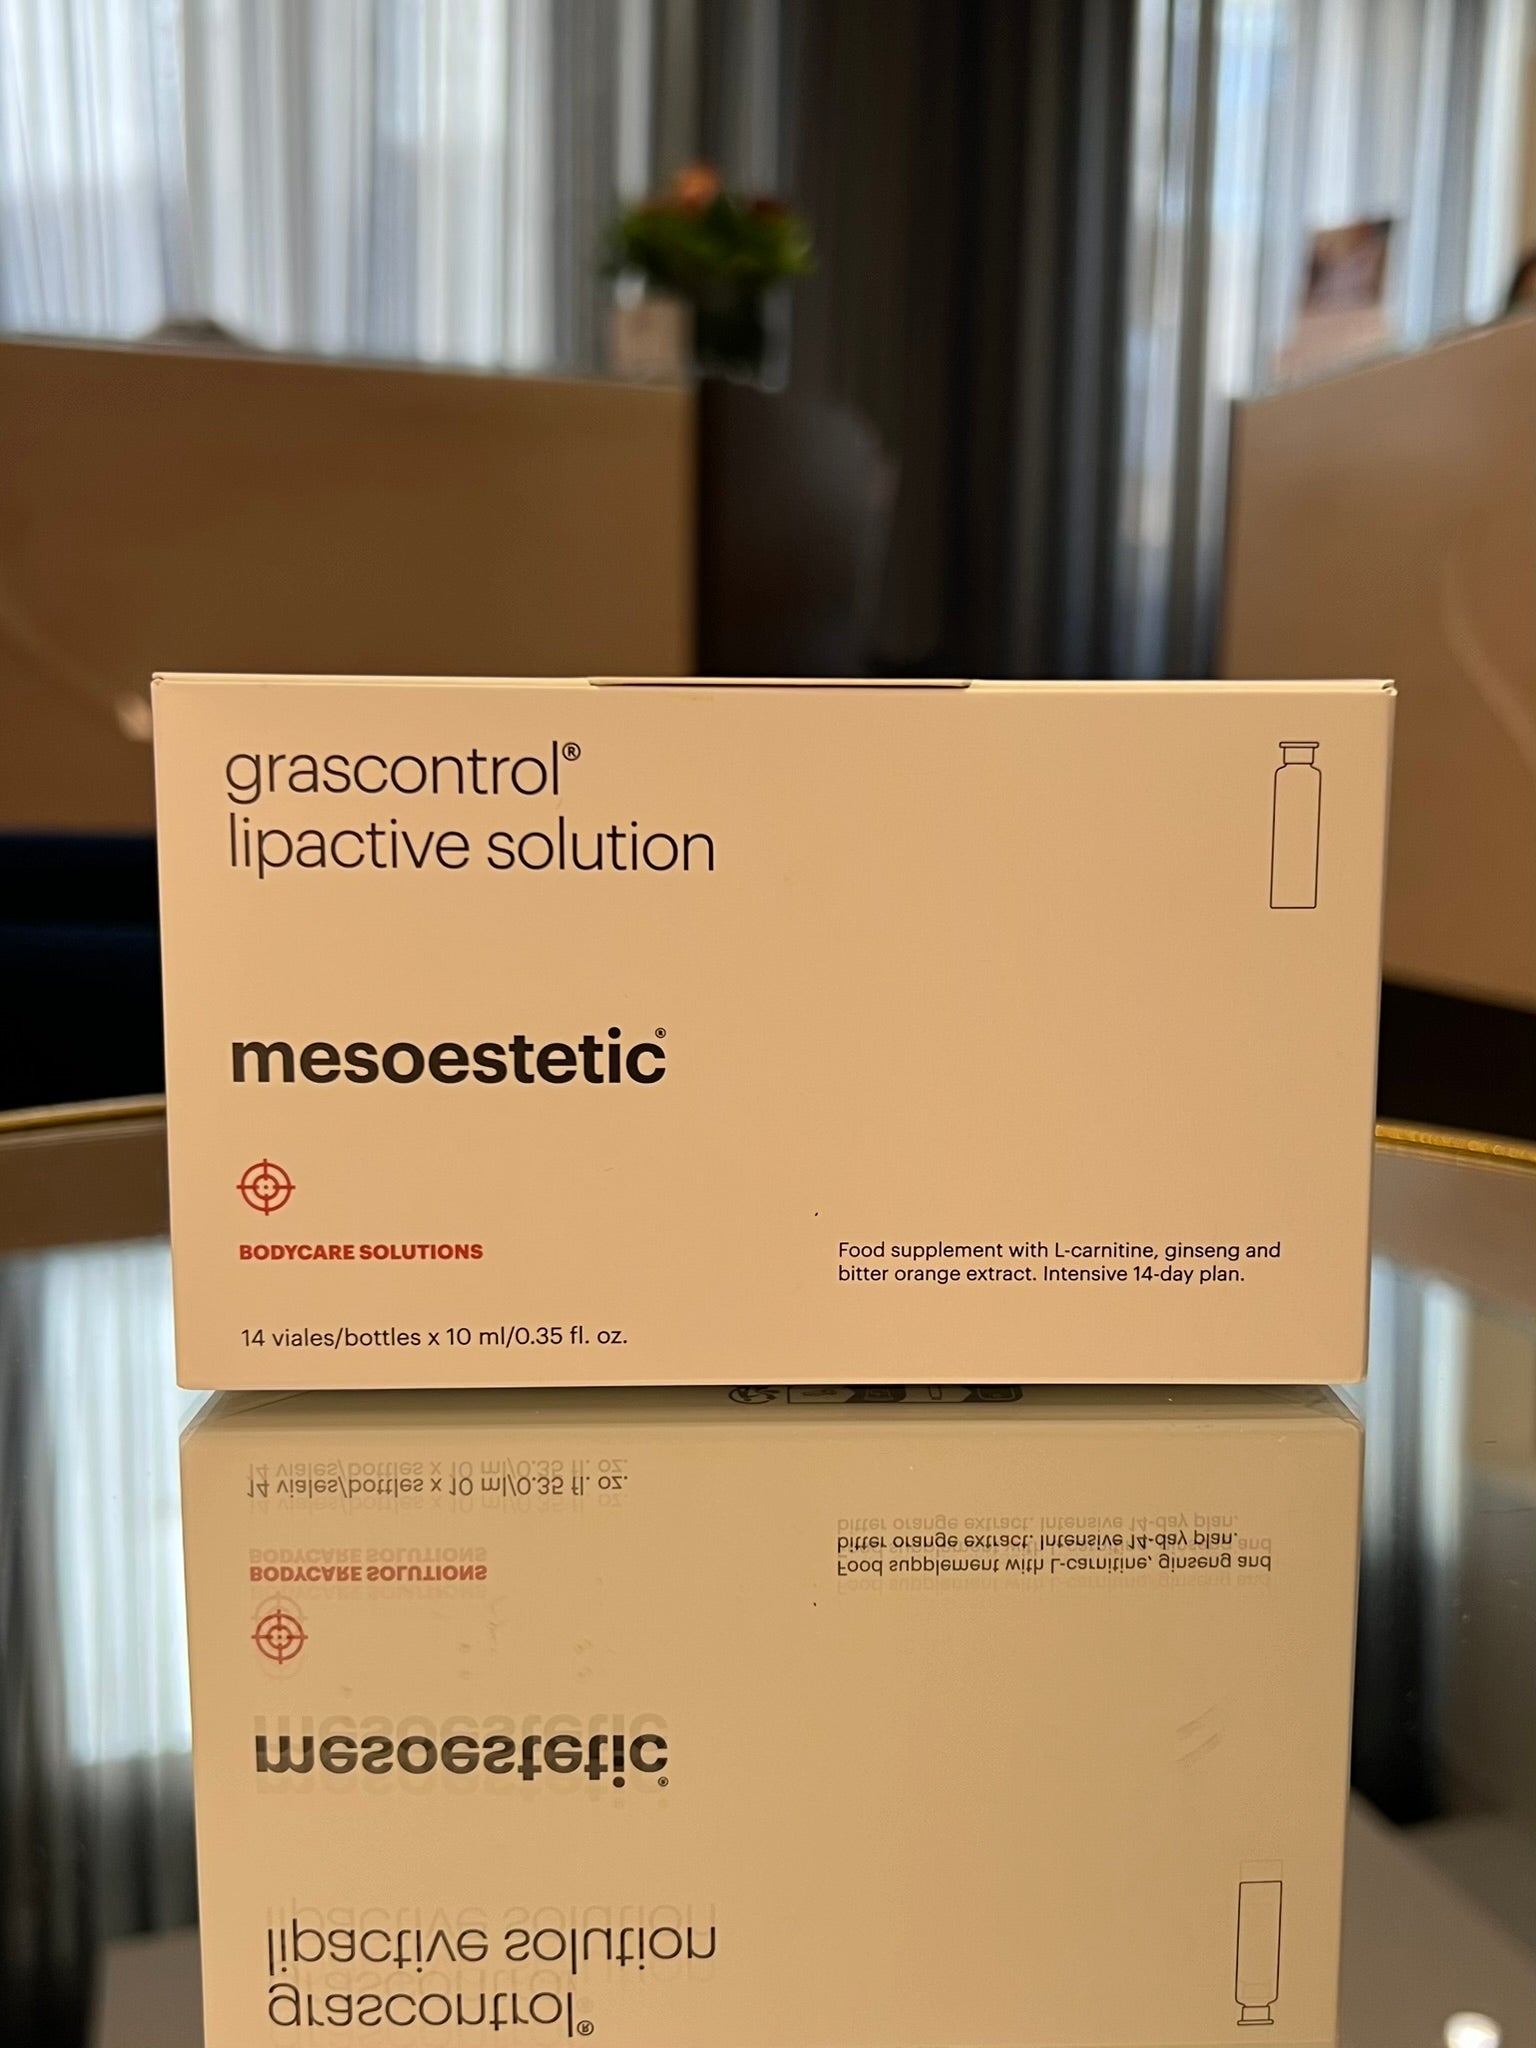 grascontrol®
lipactive solution
mesoestetic®
BODYCARE SOLUTIONS
Food supplement with L-carnitine, ginseng and
bitter orange extract. Intensive 14-day plan.
14 viales/bottles x 10 ml/0.35 fl. oz.